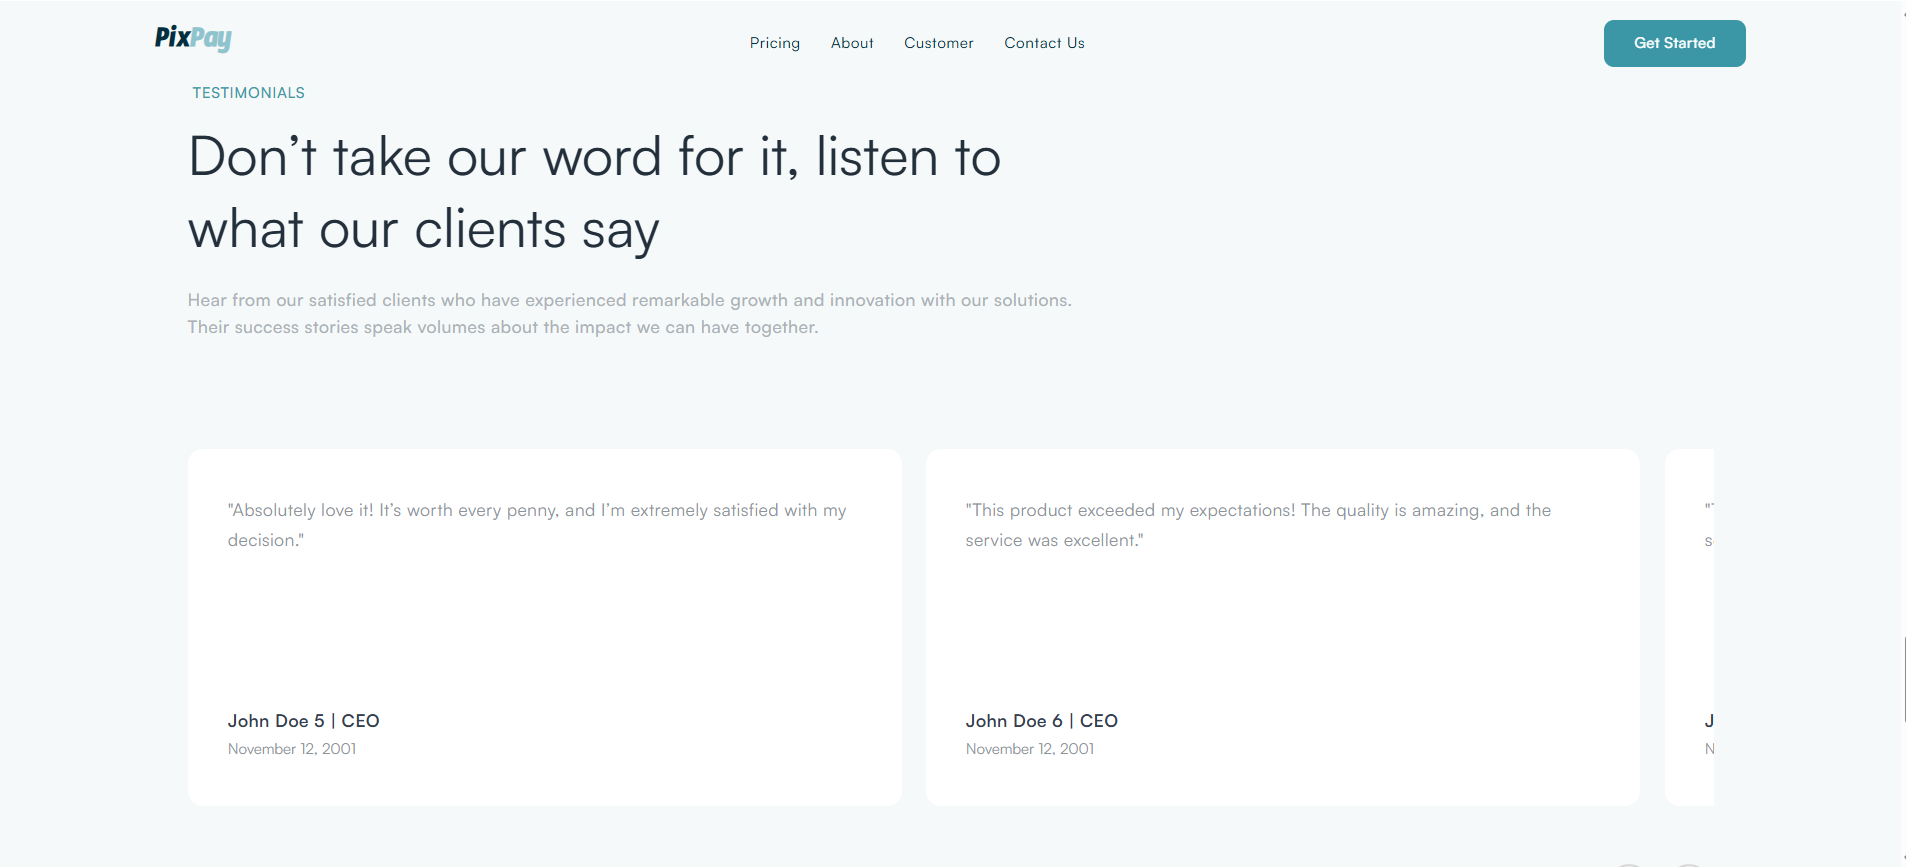 PixPay
Pricing About Customer Contact Us
Get Started
TESTIMONIALS
Don’t take our word for it, listen to
what our clients say
Hear from our satisfied clients who have experienced remarkable growth and innovation with our solutions.
Their success stories speak volumes about the impact we can have together.
"Absolutely love it! It’s worth every penny, and I’m extremely satisfied with my
decision."
John Doe 5 | CEO
November 12, 2001
"This product exceeded my expectations! The quality is amazing, and the
service was excellent."
John Doe 6 | CEO
November 12, 2001